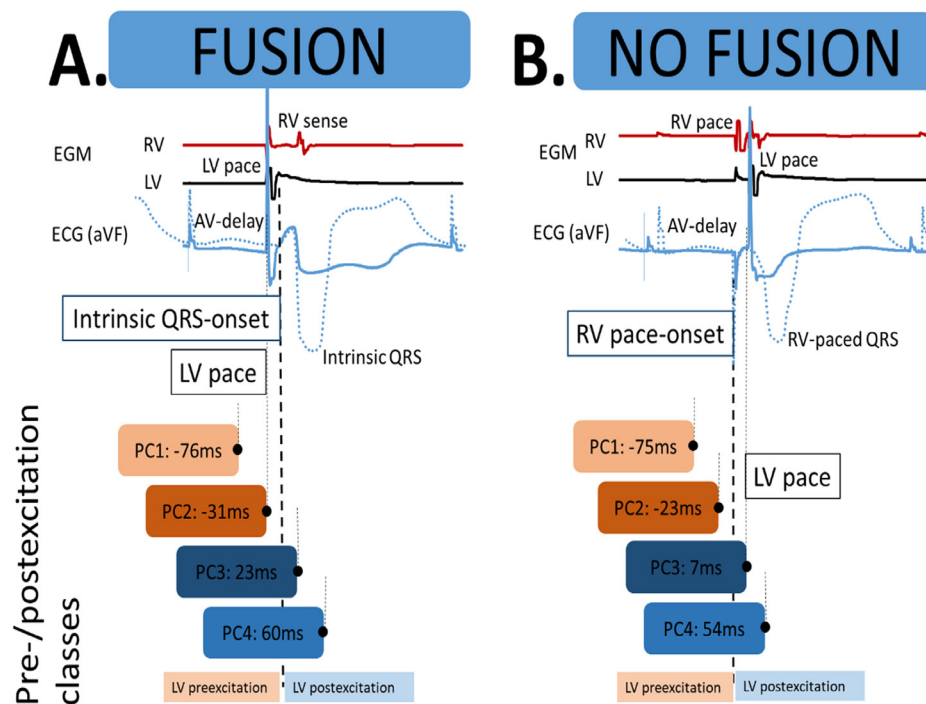 A.
FUSION
RV sense
EGM
RV
LV pace
LV
AV-delay
ECG (aVF)
Intrinsic QRS-onset
Intrinsic QRS
LV pace
PC1: -76ms
PC2: -31ms
PC3: 23ms
PC4: 60ms
LV preexcitation
LV postexcitation
Pre-/postexcitation
classes
B.
NO FUSION
RV pace
EGM
RV
LV pace
LV
AV-delay
ECG (aVF)
RV pace-onset
RV-paced QRS
PC1: -75ms
LV pace
PC2: -23ms
PC3: 7ms
PC4: 54ms
LV preexcitation
LV postexcitation